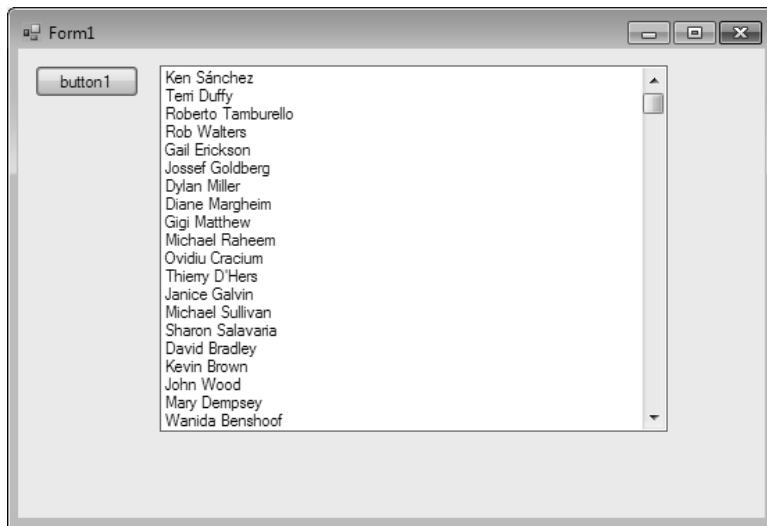 Form1
button1
Ken Sánchez
Terri Duffy
Roberto Tamburello
Rob Walters
Gail Erickson
Jossef Goldberg
Dylan Miller
Diane Margheim
Gigi Matthew
Michael Raheem
Ovidiu Cracium
Thierry D'Hers
Janice Galvin
Michael Sullivan
Sharon Salavaria
David Bradley
Kevin Brown
John Wood
Mary Dempsey
Wanida Benshoof